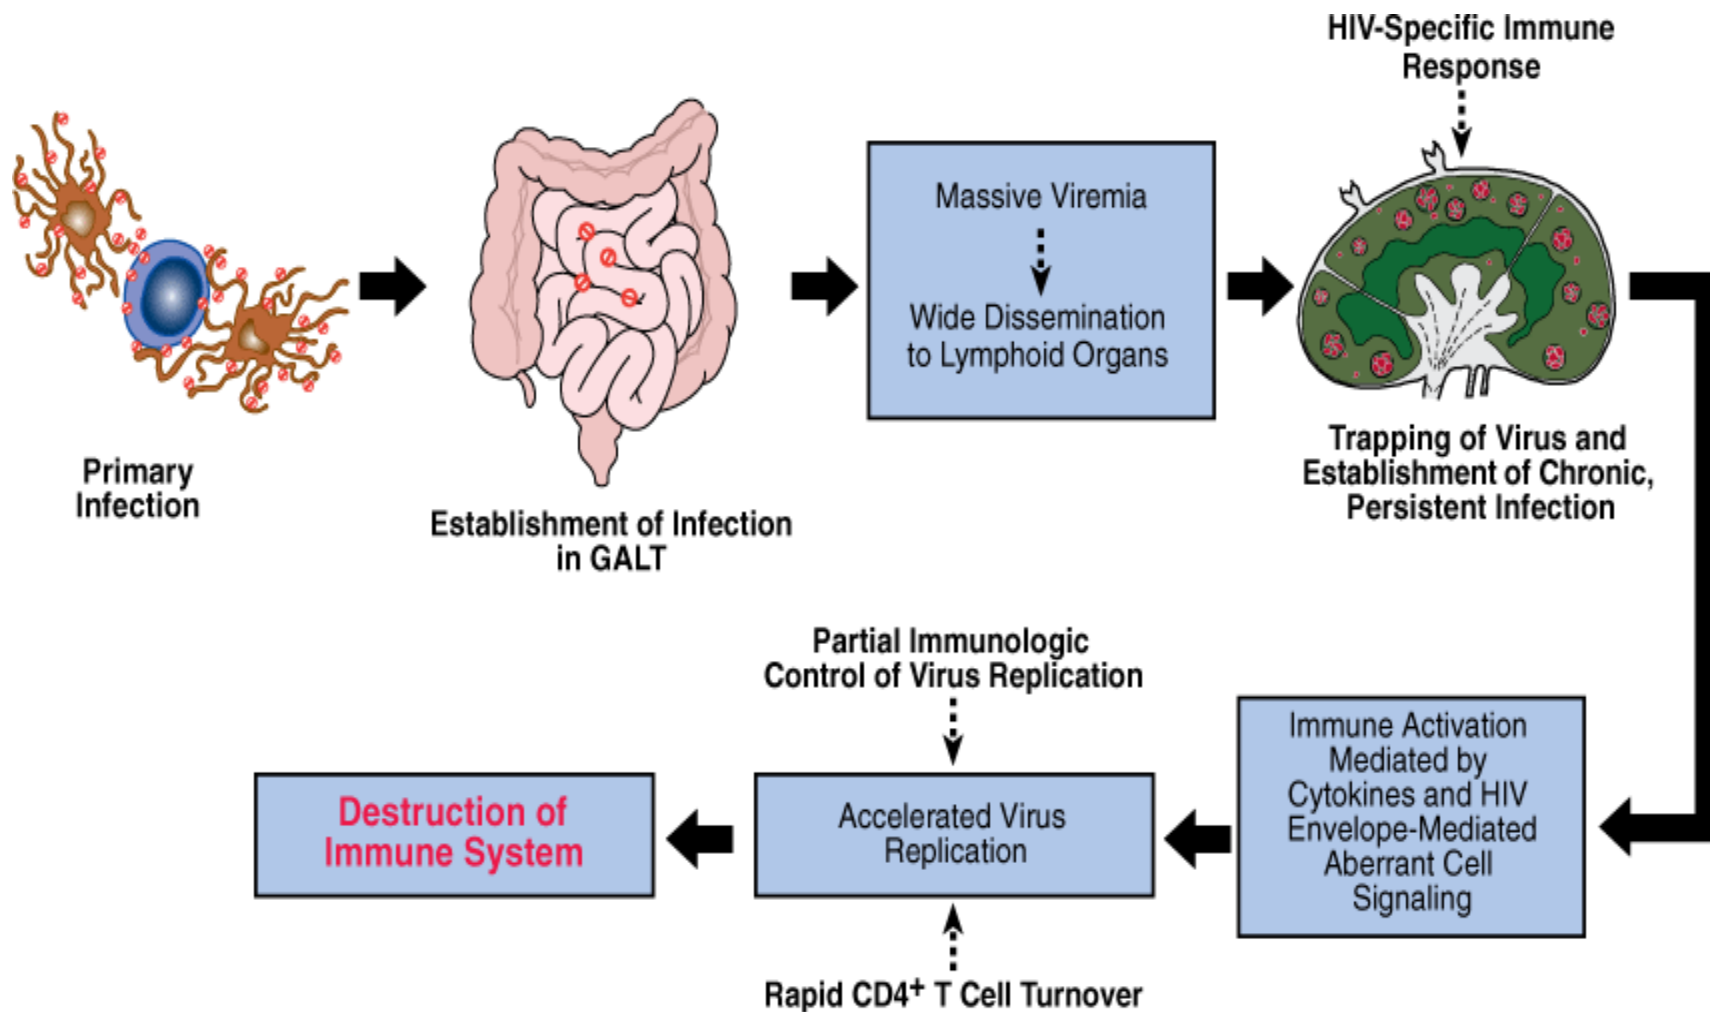 HIV-Specific Immune
Response
Primary
Infection
Establishment of Infection
in GALT
Massive Viremia
Wide Dissemination
to Lymphoid Organs
Trapping of Virus and
Establishment of Chronic,
Persistent Infection
Immune Activation
Mediated by
Cytokines and HIV
Envelope-Mediated
Aberrant Cell
Signaling
Partial Immunologic
Control of Virus Replication
Accelerated Virus
Replication
Rapid CD4⁺ T Cell Turnover
Destruction of
Immune System